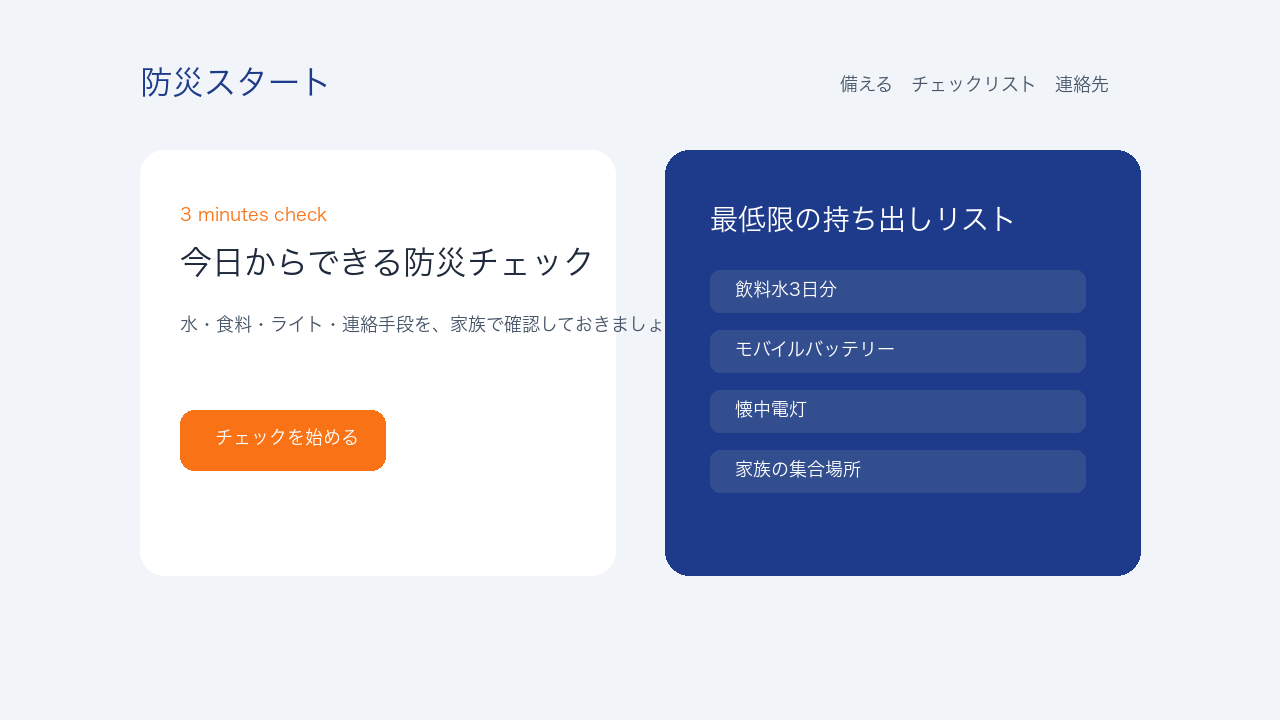 防災スタート
備える　チェックリスト　連絡先
3 minutes check
今日からできる防災チェック
水・食料・ライト・連絡手段を、家族で確認しておきましょ
チェックを始める
最低限の持ち出しリスト
飲料水3日分
モバイルバッテリー
懐中電灯
家族の集合場所